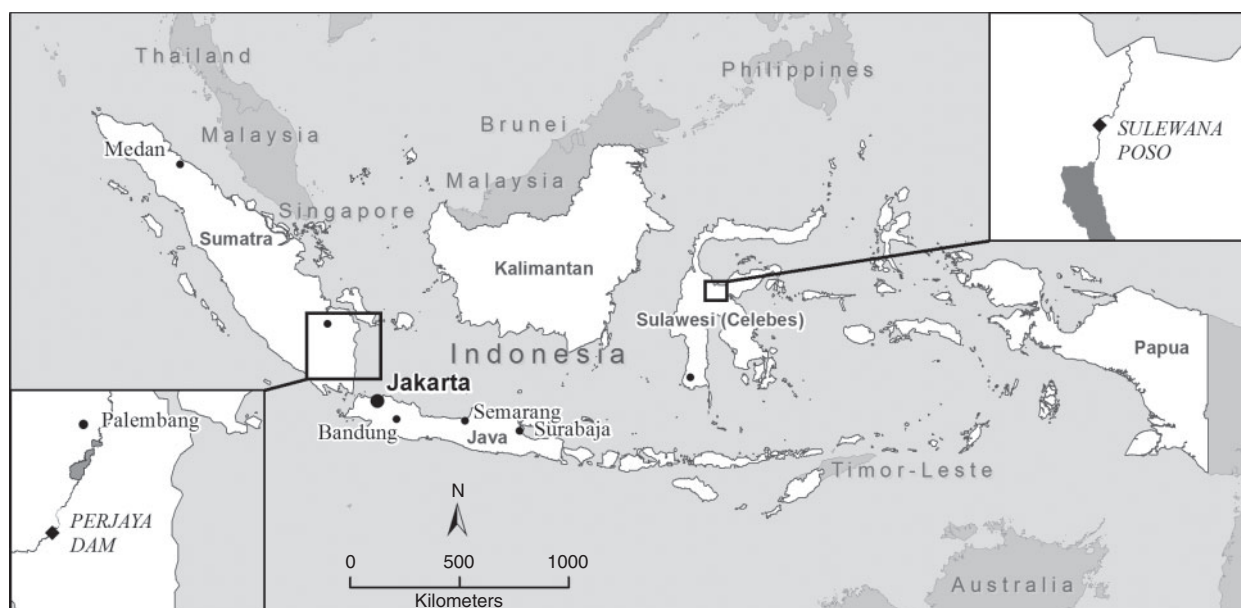 Thailand
Philippines
SULEWANA
POSO
Brunei
Malaysia
Medan
Malaysia
Singapore
Sumatra
Kalimantan
Sulawesi (Celebes)
Indonesia
Papua
Jakarta
Palembang
Semarang
Bandung
Java
Surabaja
Timor-Leste
PERJAYA
DAM
N
0 500 1000
Kilometers
Australia